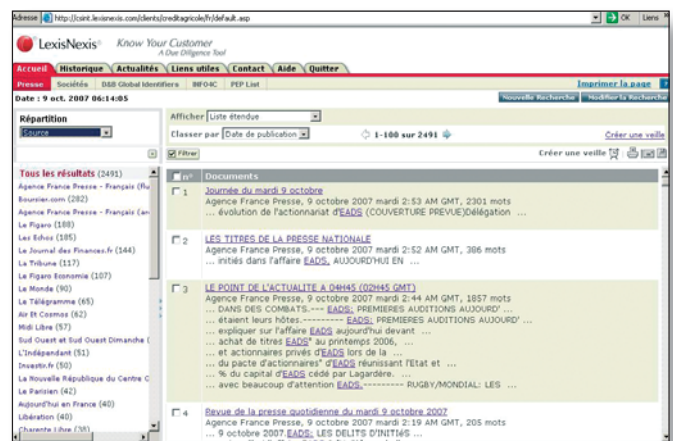 Adresse http://csint.lexisnexis.com/clients/creditagricole/fr/default.asp OK Liens
LexisNexis® Know Your Customer
A Due Diligence Tool
Accueil Historique Actualités Liens utiles Contact Aide Quitter
Presse Sociétés D&B Global Identifiers INFO4C PEP List Imprimer la page
Date : 9 oct. 2007 06:14:05 Nouvelle Recherche Modifier la Recherche
Répartition
Source
Afficher Liste étendue
Classer par Date de publication 1-100 sur 2491 Créer une veille
Filtrer Créer une veille
Tous les résultats (2491)
Agence France Presse - Français (flu
Boursier.com (282)
Agence France Presse - Français (an
Le Figaro (188)
Les Echos (185)
Le Journal des Finances.fr (144)
La Tribune (117)
Le Figaro Economie (107)
Le Monde (90)
Le Télégramme (65)
Air Et Cosmos (62)
Midi Libre (57)
Sud Ouest et Sud Ouest Dimanche (
L'Indépendant (51)
Investir.fr (50)
La Nouvelle République du Centre O
Le Parisien (42)
Aujourd'hui en France (40)
Libération (40)
Charente Libre (38)
n° Documents
1 Journée du mardi 9 octobre
Agence France Presse, 9 octobre 2007 mardi 2:53 AM GMT, 2301 mots
... évolution de l'actionnariat d'EADS (COUVERTURE PREVUE)Délégation ...
2 LES TITRES DE LA PRESSE NATIONALE
Agence France Presse, 9 octobre 2007 mardi 2:52 AM GMT, 386 mots
... initiés dans l'affaire EADS, AUJOURD'HUI EN ...
3 LE POINT DE L'ACTUALITE A 04H45 (02H45 GMT)
Agence France Presse, 9 octobre 2007 mardi 2:44 AM GMT, 1857 mots
... DANS DES COMBATS.--- EADS: PREMIERES AUDITIONS AUJOURD' ...
... étaient leurs hôtes.--------- EADS: PREMIERES AUDITIONS AUJOURD' ...
... expliquer sur l'affaire EADS aujourd'hui devant ...
... achat de titres EADS" au printemps 2006, ...
... et actionnaires privés d'EADS lors de la ...
... du pacte d'actionnaires" d'EADS réunissant l'Etat et ...
... % du capital d'EADS cédé par Lagardère. ...
... avec beaucoup d'attention EADS.--------- RUGBY/MONDIAL: LES ...
4 Revue de la presse quotidienne du mardi 9 octobre 2007
Agence France Presse, 9 octobre 2007 mardi 2:19 AM GMT, 205 mots
... 9 octobre 2007.EADS: LES DELITS D'INITIéS ...